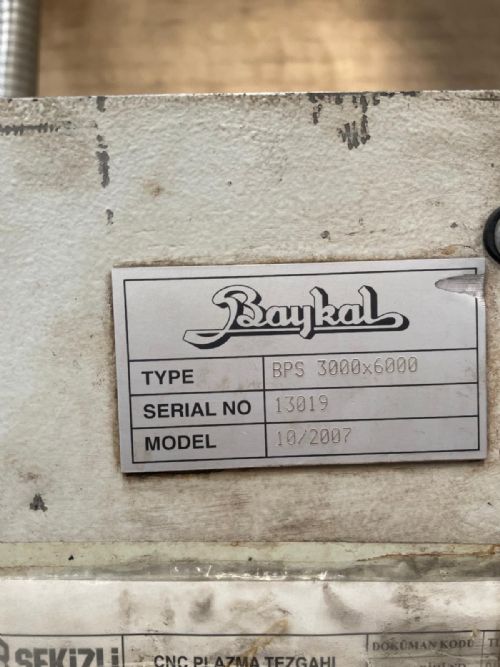 Baykal
TYPE BPS 3000x6000
SERIAL NO 13019
MODEL 10/2007
SEKİZLİ CNC PLAZMA TEZGAHI DOKÜMAN KODU